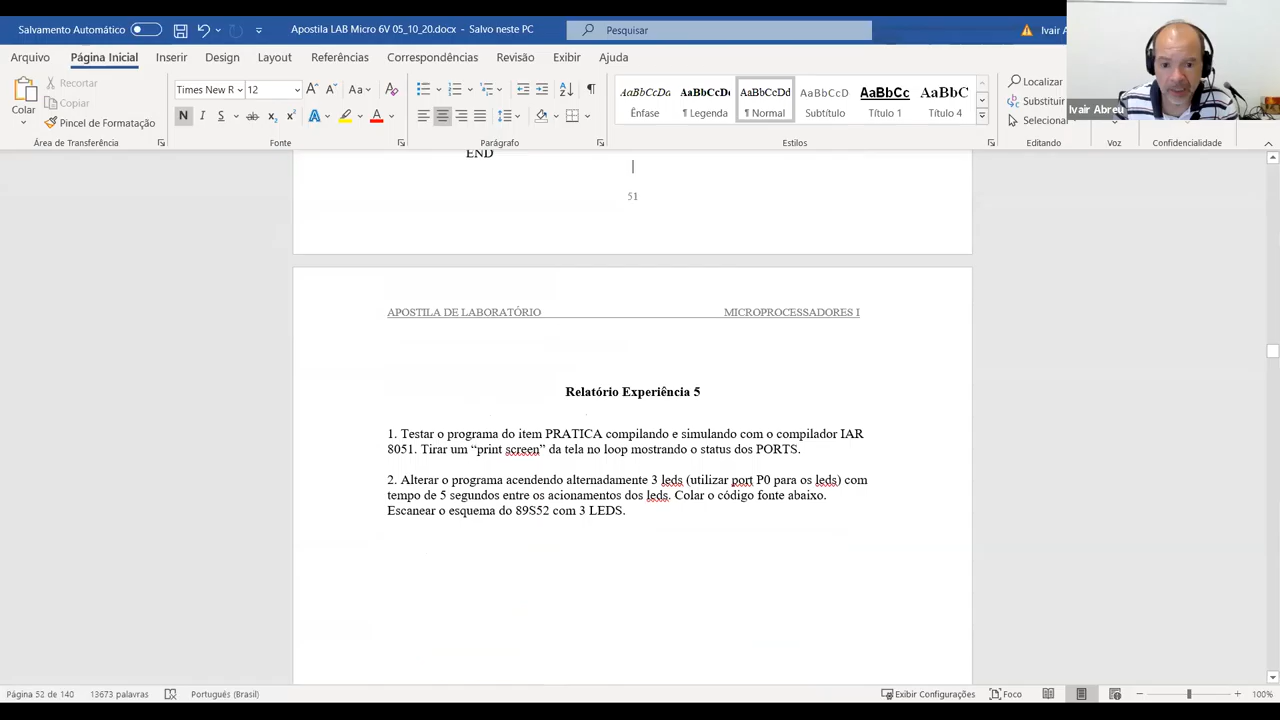 Salvamento Automático
Apostila LAB Micro 6V 05_10_20.docx - Salvo neste PC
Pesquisar
Ivair A
Arquivo
Página Inicial
Inserir
Design
Layout
Referências
Correspondências
Revisão
Exibir
Ajuda
Colar
Recortar
Copiar
Pincel de Formatação
Times New R
12
Aa
N I S ab x₂ x²
AaBbCcDa
Ênfase
AaBbCcDc
¶ Legenda
AaBbCcDd
¶ Normal
AaBbCcD
Subtítulo
AaBbCc
Título 1
AaBbC
Título 4
Localizar
Substituir
Selecionar
Ivair Abreu
Área de Transferência
Fonte
Parágrafo
Estilos
Editando
Voz
Confidencialidade
END
51
APOSTILA DE LABORATÓRIO MICROPROCESSADORES I
Relatório Experiência 5
1. Testar o programa do item PRATICA compilando e simulando com o compilador IAR
8051. Tirar um “print screen” da tela no loop mostrando o status dos PORTS.
2. Alterar o programa acendendo alternadamente 3 leds (utilizar port P0 para os leds) com
tempo de 5 segundos entre os acionamentos dos leds. Colar o código fonte abaixo.
Escanear o esquema do 89S52 com 3 LEDS.
Página 52 de 140
13673 palavras
Português (Brasil)
Exibir Configurações
Foco
100%